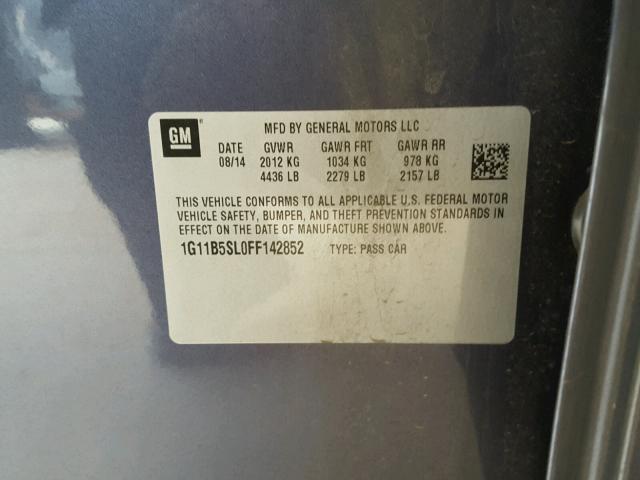 GM ® MFD BY GENERAL MOTORS LLC
DATE GVWR GAWR FRT GAWR RR
08/14 2012 KG 1034 KG 978 KG
4436 LB 2279 LB 2157 LB
THIS VEHICLE CONFORMS TO ALL APPLICABLE U.S. FEDERAL MOTOR
VEHICLE SAFETY, BUMPER, AND THEFT PREVENTION STANDARDS IN
EFFECT ON THE DATE OF MANUFACTURE SHOWN ABOVE.
1G11B5SL0FF142852 TYPE: PASS CAR